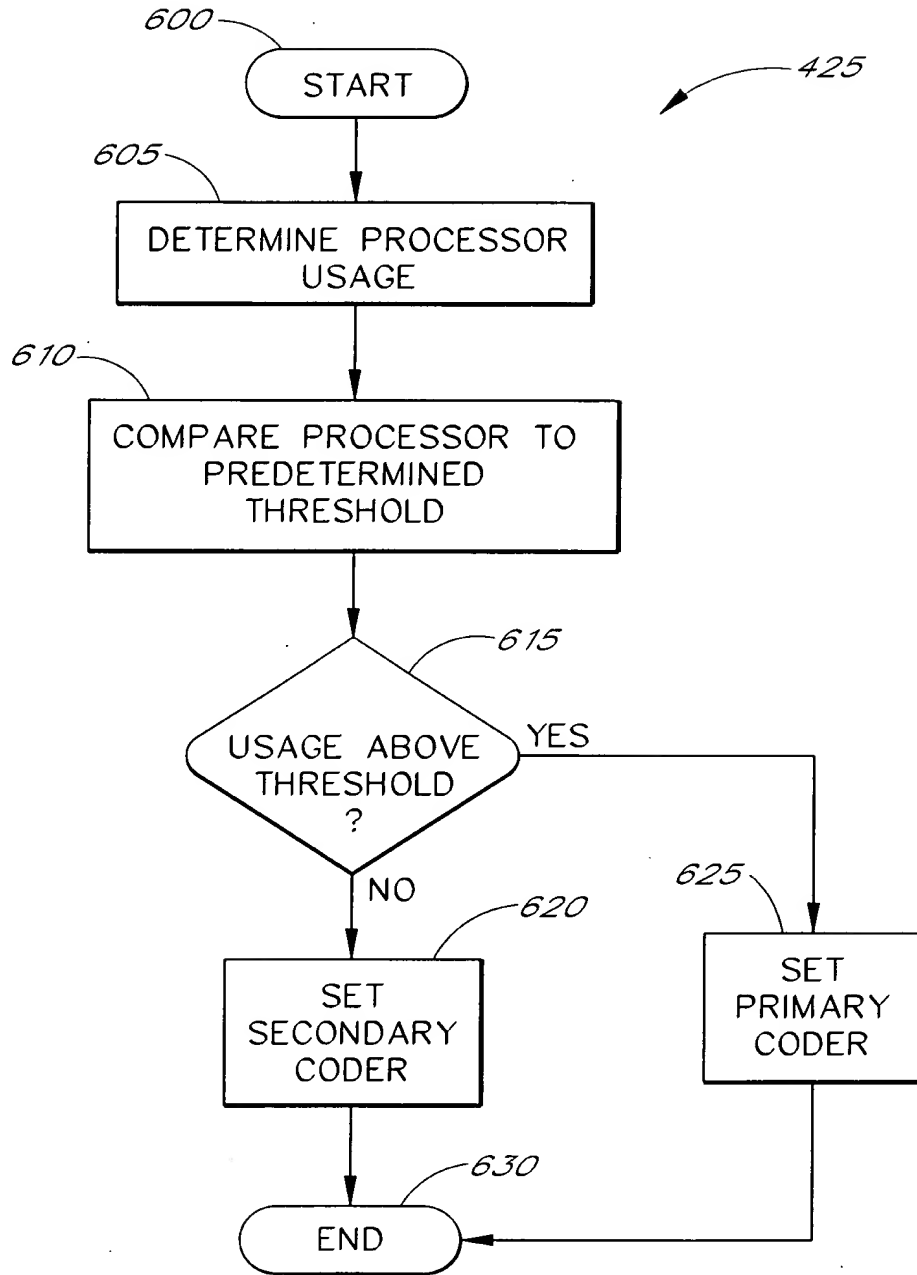 600
START
425
605
DETERMINE PROCESSOR
USAGE
610
COMPARE PROCESSOR TO
PREDETERMINED
THRESHOLD
615
USAGE ABOVE
THRESHOLD
?
YES
NO
620
SET
SECONDARY
CODER
625
SET
PRIMARY
CODER
630
END